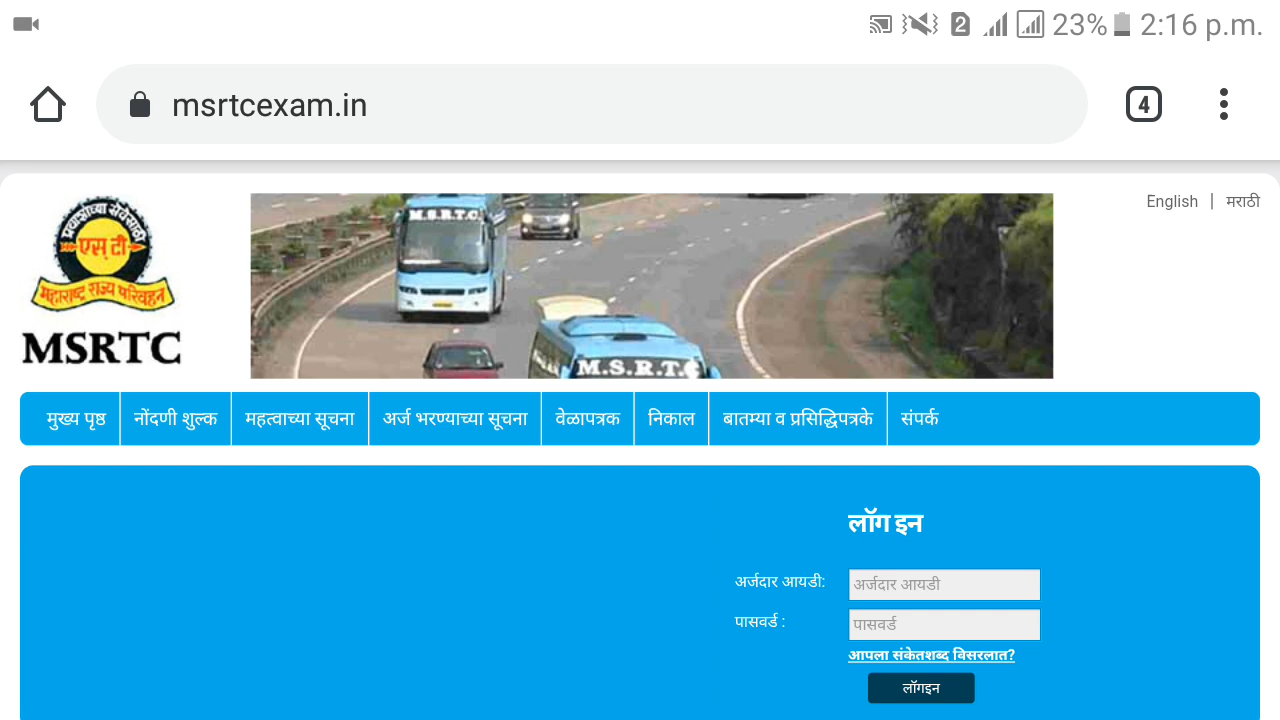 2 23% 2:16 p.m.
msrtcexam.in 4
English | मराठी
प्रवाशांच्या सेवेसाठी
एस् टी
महाराष्ट्र राज्य परिवहन
MSRTC
M.S.R.T.C.
M.S.R.T.C
मुख्य पृष्ठ नोंदणी शुल्क महत्वाच्या सूचना अर्ज भरण्याच्या सूचना वेळापत्रक निकाल बातम्या व प्रसिद्धिपत्रके संपर्क
लॉग इन
अर्जदार आयडी: अर्जदार आयडी
पासवर्ड : पासवर्ड
आपला संकेतशब्द विसरलात?
लॉगइन